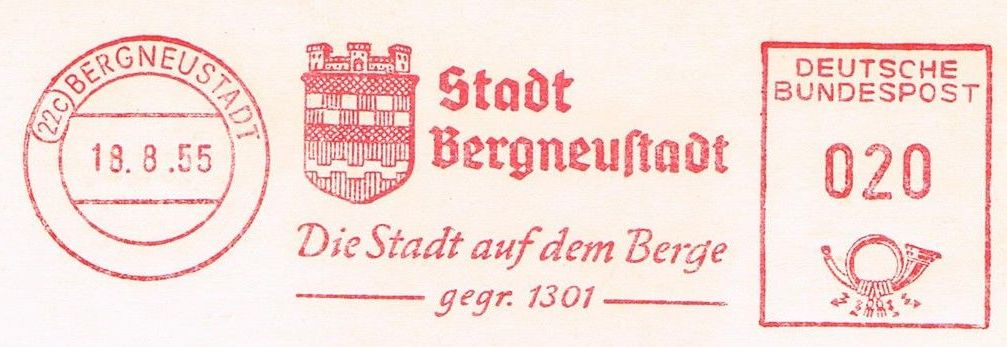 (22c) BERGNEUSTADT
18.8.55
Stadt
Bergneuſtadt
Die Stadt auf dem Berge
gegr. 1301
DEUTSCHE
BUNDESPOST
020